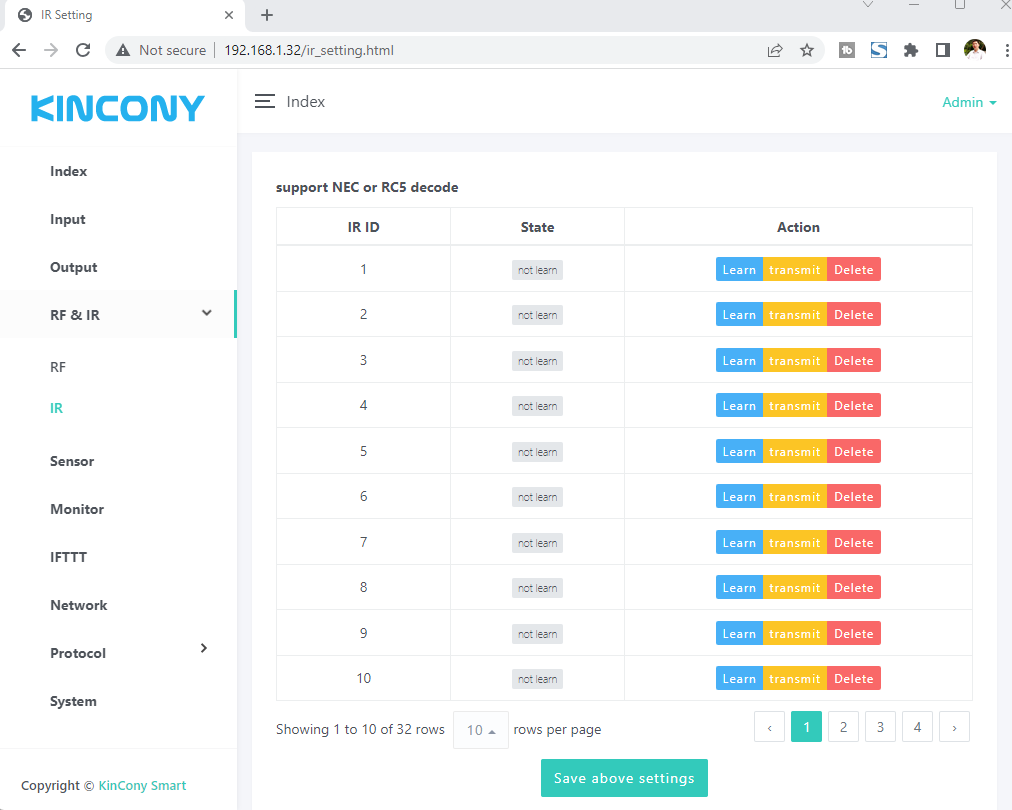 IR Setting
Not secure 192.168.1.32/ir_setting.html
KINCONY
Index
Admin
Index
Input
Output
RF & IR
RF
IR
Sensor
Monitor
IFTTT
Network
Protocol
System
Copyright © KinCony Smart
support NEC or RC5 decode
IR ID State Action
1 not learn Learn transmit Delete
2 not learn Learn transmit Delete
3 not learn Learn transmit Delete
4 not learn Learn transmit Delete
5 not learn Learn transmit Delete
6 not learn Learn transmit Delete
7 not learn Learn transmit Delete
8 not learn Learn transmit Delete
9 not learn Learn transmit Delete
10 not learn Learn transmit Delete
Showing 1 to 10 of 32 rows 10 rows per page ‹ 1 2 3 4 ›
Save above settings